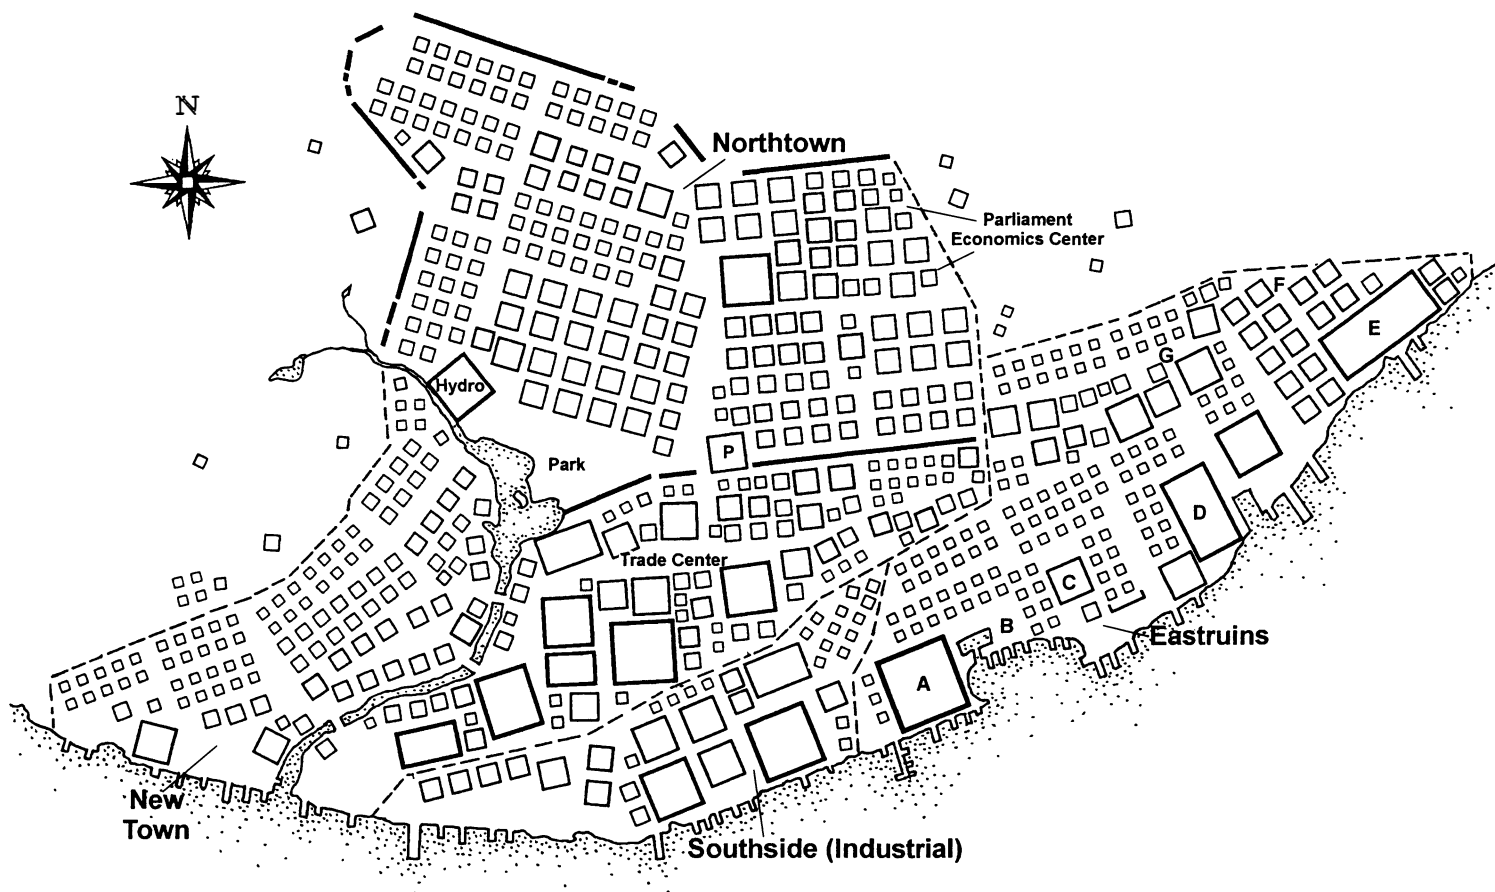 N
Northtown
Parliament
Economics Center
F
E
G
Hydro
P
Park
D
Trade Center
C
B
Eastruins
A
New
Town
Southside (Industrial)